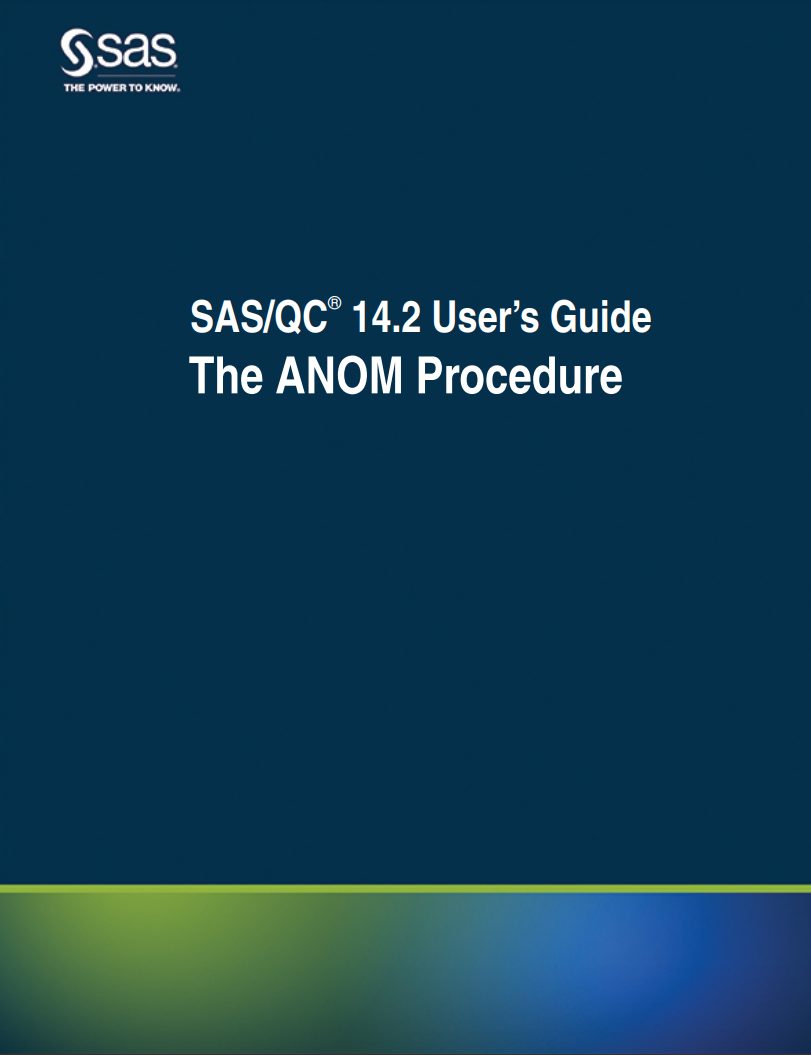 sas
THE POWER TO KNOW®
SAS/QC® 14.2 User’s Guide
The ANOM Procedure